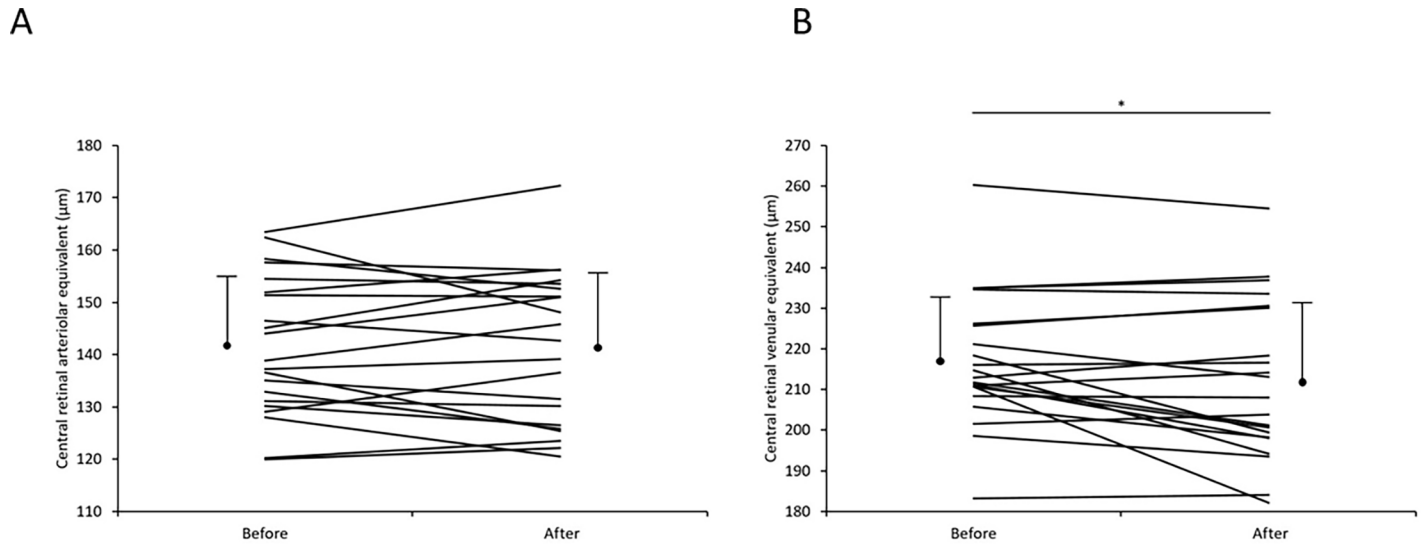 A
Central retinal arteriolar equivalent (µm)
180
170
160
150
140
130
120
110
Before
After
B
*
Central retinal venular equivalent (µm)
270
260
250
240
230
220
210
200
190
180
Before
After